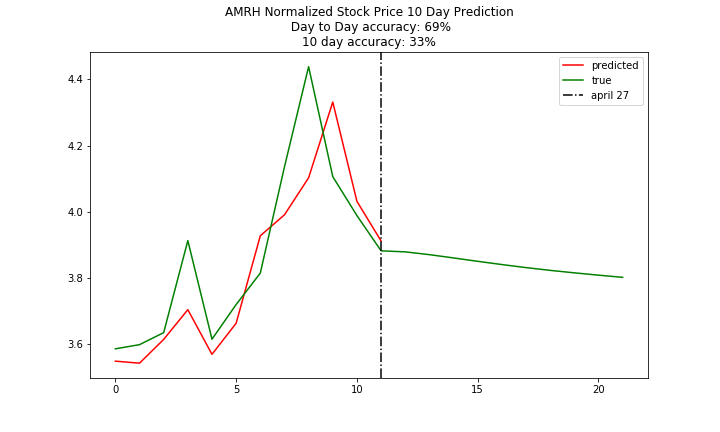 AMRH Normalized Stock Price 10 Day Prediction
Day to Day accuracy: 69%
10 day accuracy: 33%
predicted
true
april 27
4.4
4.2
4.0
3.8
3.6
0 5 10 15 20